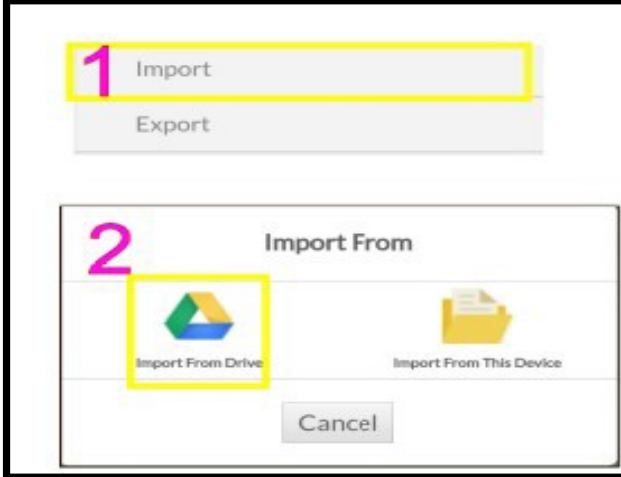 1 Import
Export
2 Import From
Import From Drive Import From This Device
Cancel